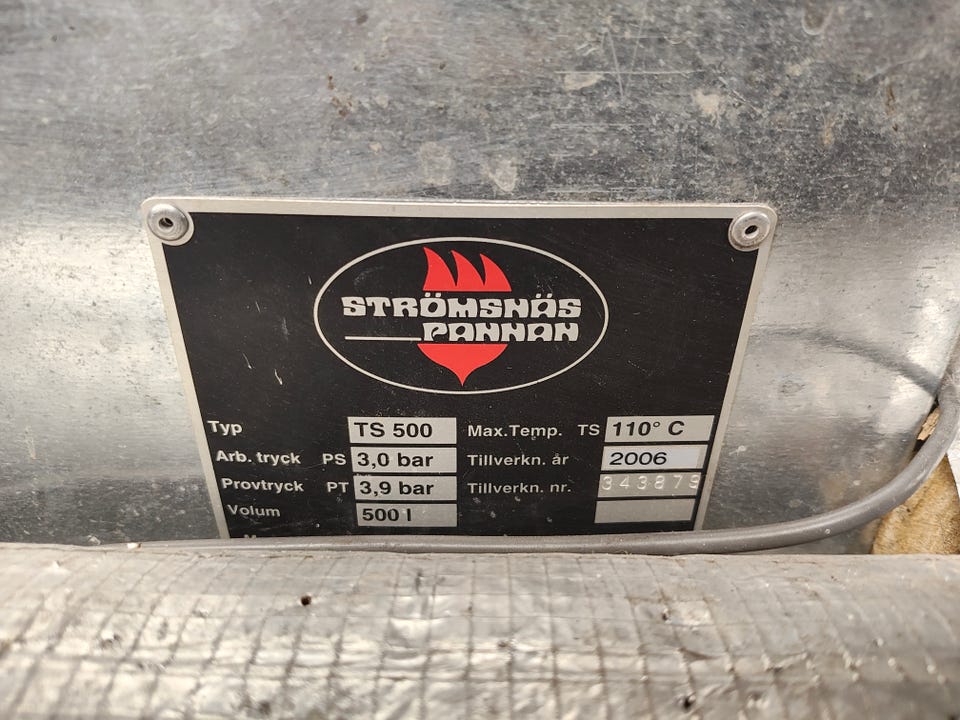 STRÖMSNÄS
PANNAN
Typ TS 500 Max.Temp. TS 110° C
Arb. tryck PS 3,0 bar Tillverkn. år 2006
Provtryck PT 3,9 bar Tillverkn. nr. 343879
Volum 500 l